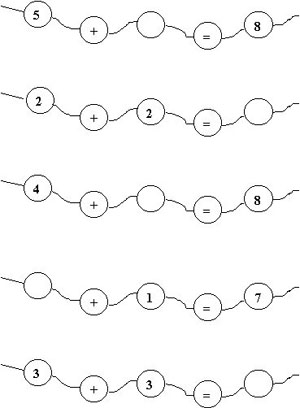 5 + = 8
2 + 2 =
4 + = 8
+ 1 = 7
3 + 3 =